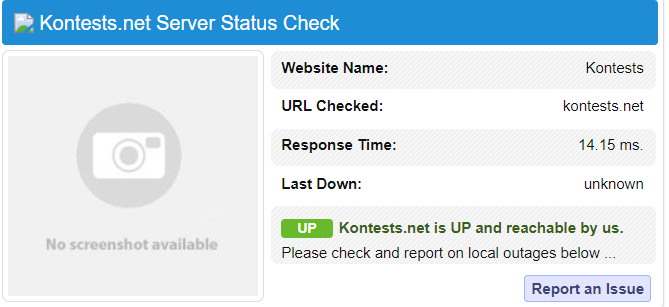 Kontests.net Server Status Check
No screenshot available
Website Name: Kontests
URL Checked: kontests.net
Response Time: 14.15 ms.
Last Down: unknown
UP Kontests.net is UP and reachable by us.
Please check and report on local outages below ...
Report an Issue